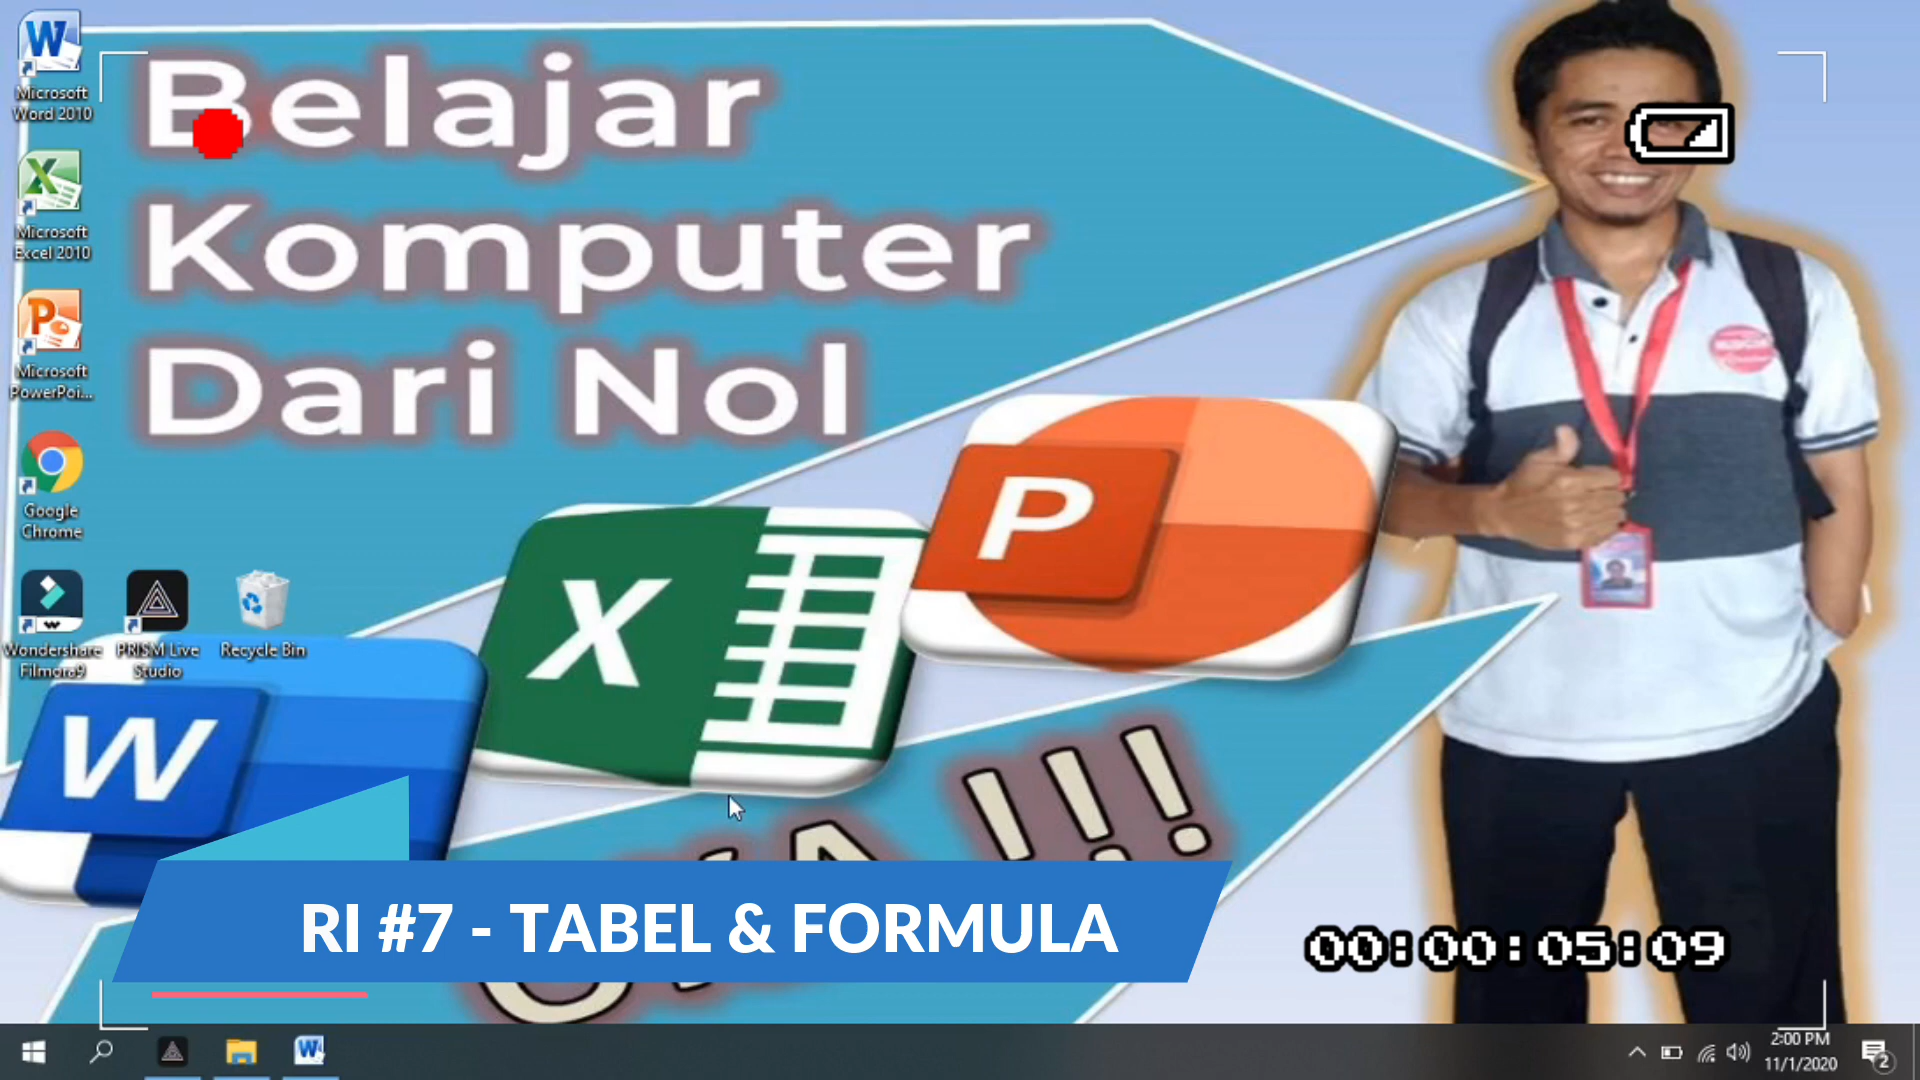 Belajar
Komputer
Dari Nol
Microsoft
Word 2010
Microsoft
Excel 2010
Microsoft
PowerPoi...
Google
Chrome
Wondershare
Filmora9
PRISM Live
Studio
Recycle Bin
W
X
P
!!!
RI #7 - TABEL & FORMULA
00:00:05:09
2:00 PM
11/1/2020
2